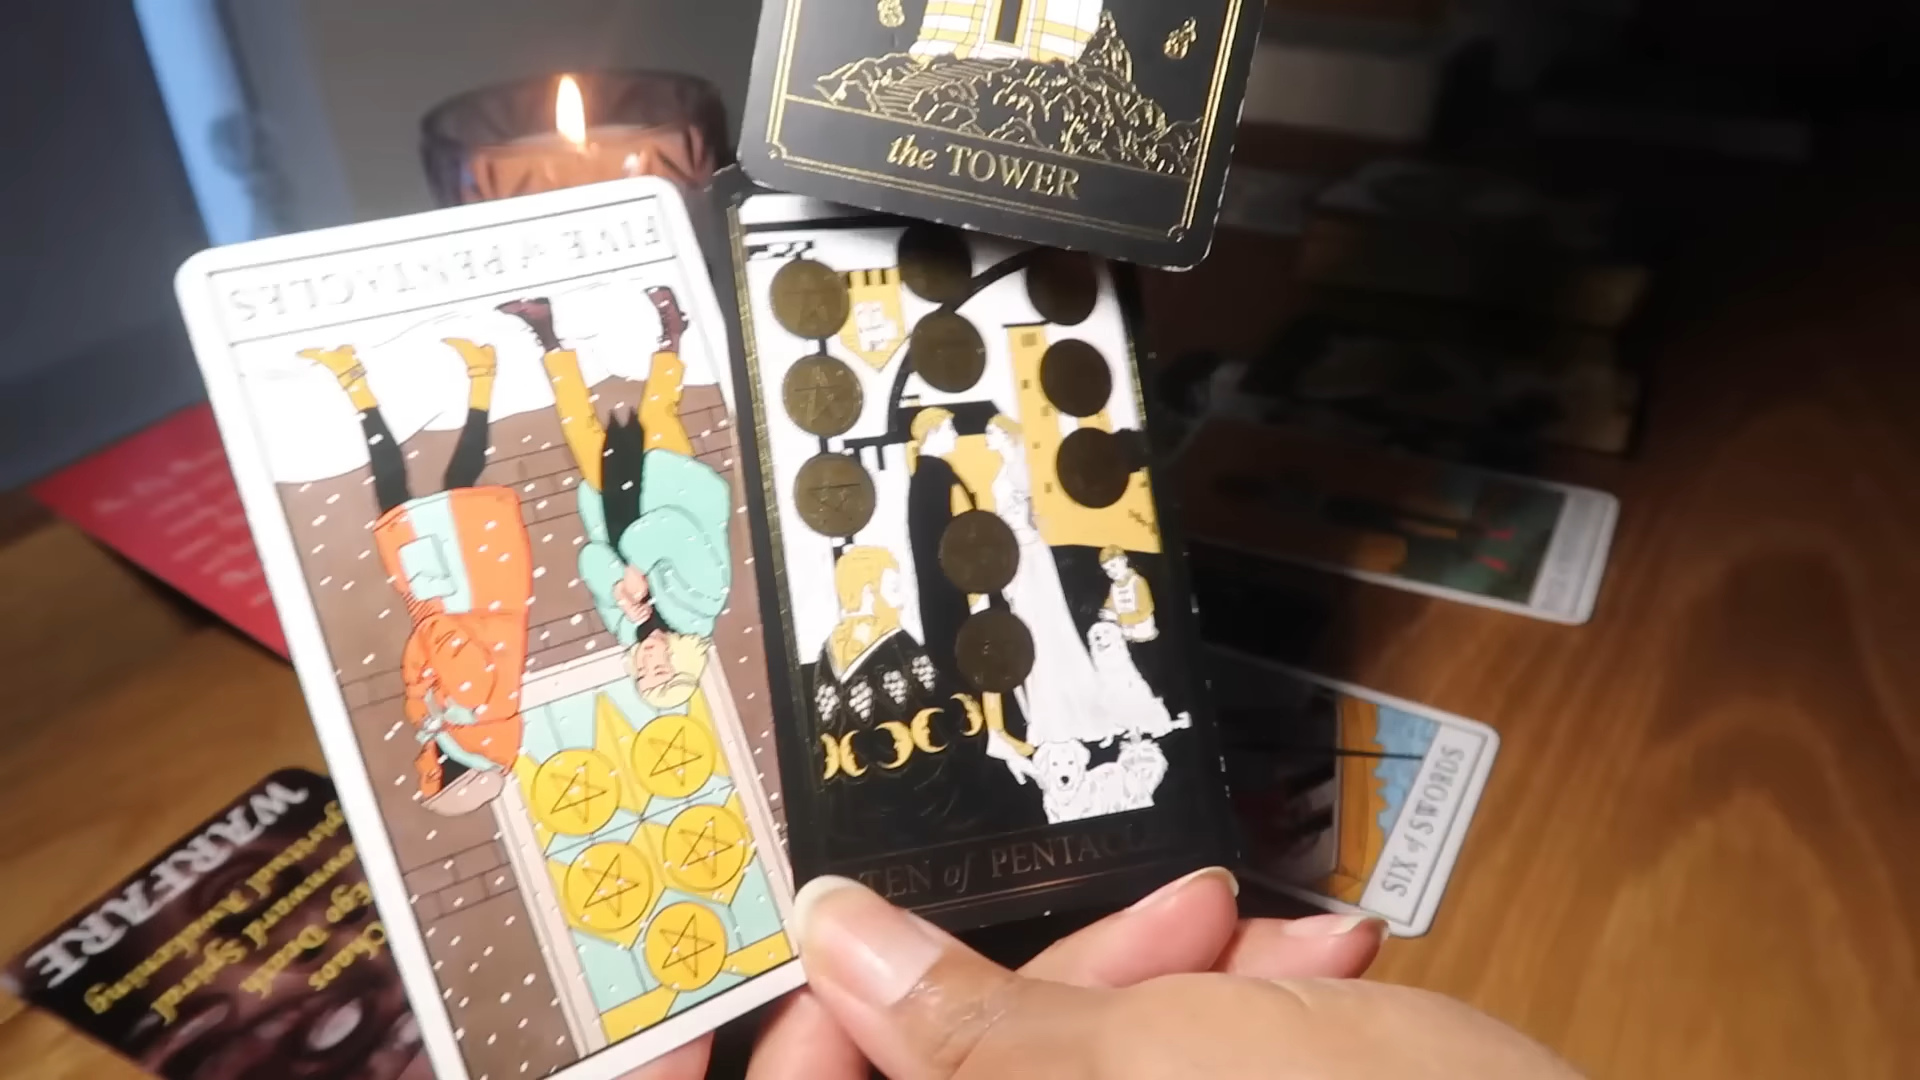 the TOWER
FIVE of PENTACLES
TEN of PENTACLES
SIX of SWORDS
WARFARE
Spiritual Awakening
Downward Spiral
Ego Death
Chaos